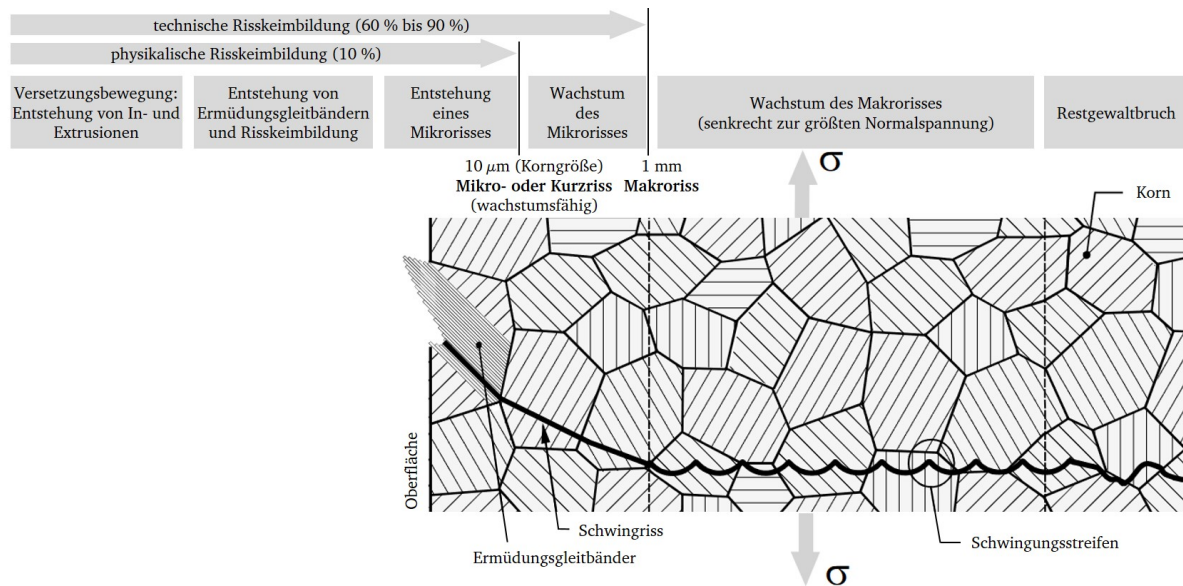 technische Risskeimbildung (60 % bis 90 %)
physikalische Risskeimbildung (10 %)
Versetzungsbewegung:
Entstehung von In- und
Extrusionen
Entstehung von
Ermüdungsgleitbändern
und Risskeimbildung
Entstehung
eines
Mikrorisses
Wachstum
des
Mikrorisses
Wachstum des Makrorisses
(senkrecht zur größten Normalspannung)
Restgewaltbruch
10 μm (Korngröße)
Mikro- oder Kurzriss
(wachstumsfähig)
1 mm
Makroriss
σ
Korn
Oberfläche
Schwingriss
Ermüdungsgleitbänder
Schwingungsstreifen
σ